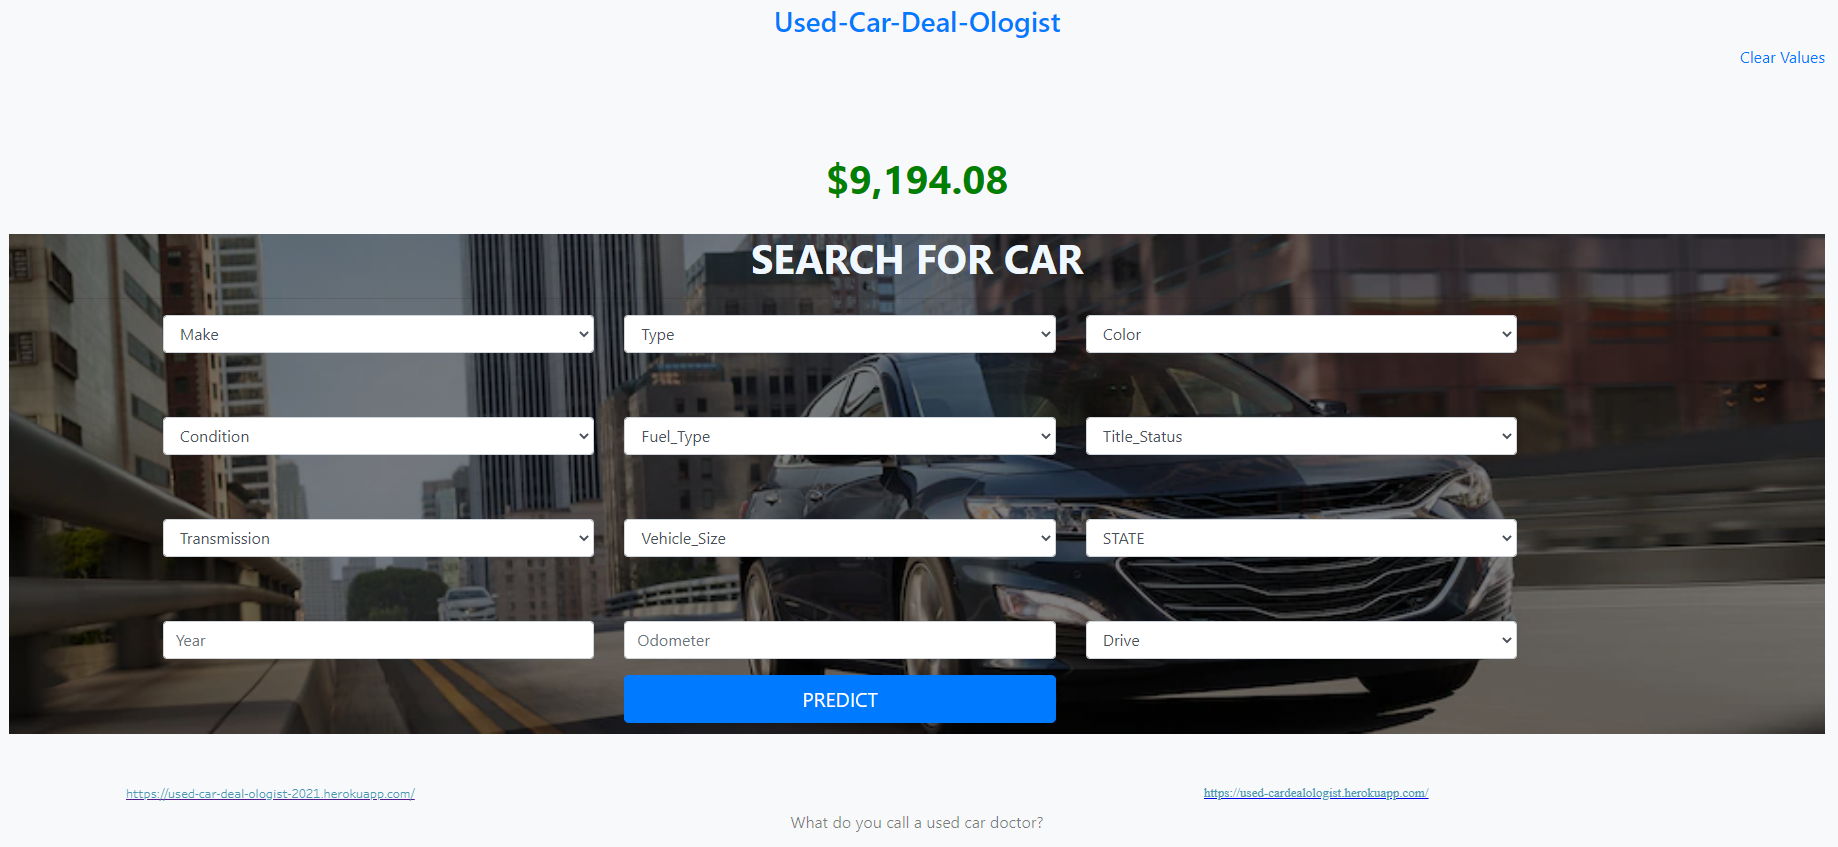 Used-Car-Deal-Ologist
Clear Values
$9,194.08
SEARCH FOR CAR
Make Type Color
Condition Fuel_Type Title_Status
Transmission Vehicle_Size STATE
Year Odometer Drive
PREDICT
https://used-car-deal-ologist-2021.herokuapp.com/ https://used-cardealologist.herokuapp.com/
What do you call a used car doctor?